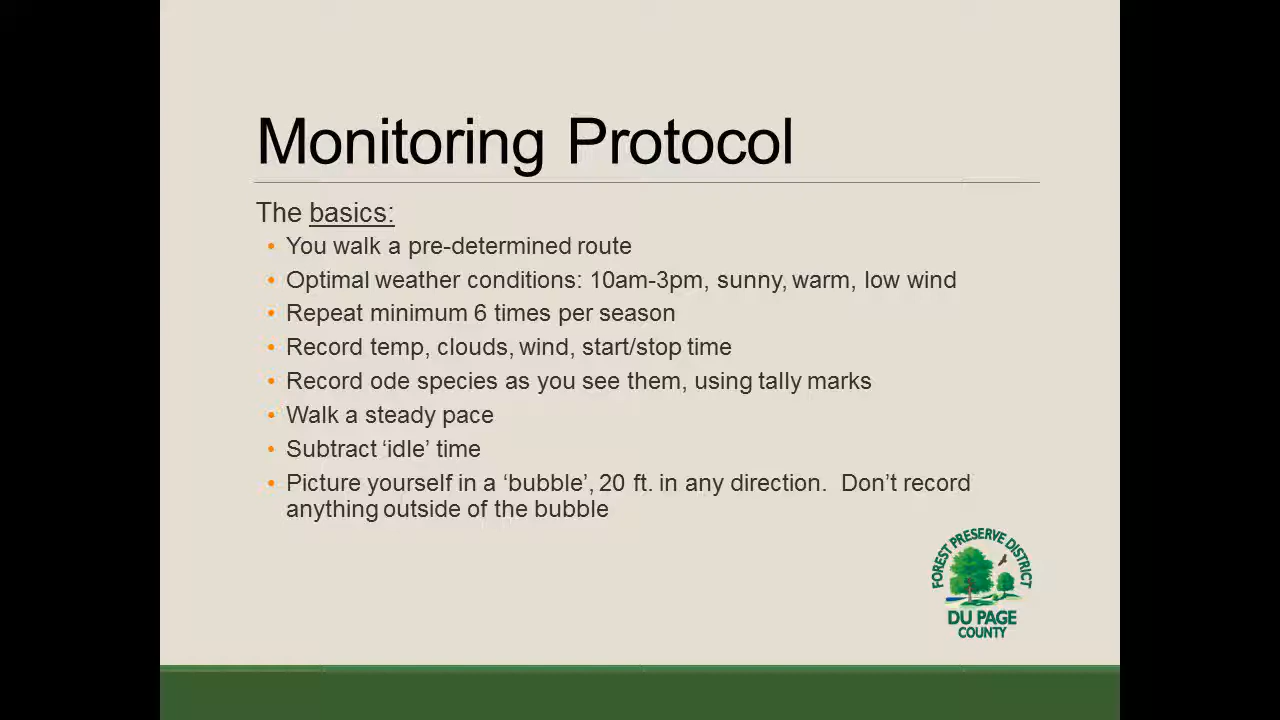 Monitoring Protocol
The basics:
• You walk a pre-determined route
• Optimal weather conditions: 10am-3pm, sunny, warm, low wind
• Repeat minimum 6 times per season
• Record temp, clouds, wind, start/stop time
• Record ode species as you see them, using tally marks
• Walk a steady pace
• Subtract ‘idle’ time
• Picture yourself in a ‘bubble’, 20 ft. in any direction.  Don’t record
anything outside of the bubble
FOREST PRESERVE DISTRICT
DU PAGE
COUNTY